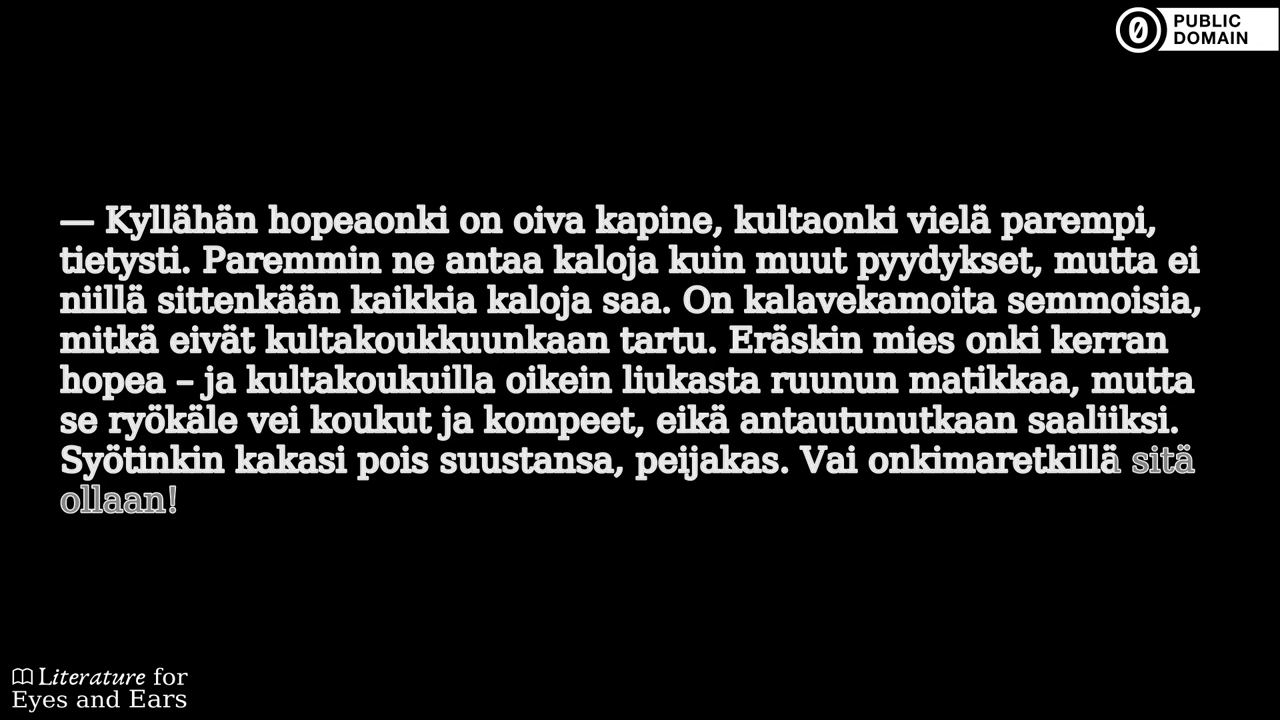 PUBLIC
DOMAIN
— Kyllähän hopeaonki on oiva kapine, kultaonki vielä parempi,
tietysti. Paremmin ne antaa kaloja kuin muut pyydykset, mutta ei
niillä sittenkään kaikkia kaloja saa. On kalavekamoita semmoisia,
mitkä eivät kultakoukkuunkaan tartu. Eräskin mies onki kerran
hopea – ja kultakoukuilla oikein liukasta ruunun matikkaa, mutta
se ryökäle vei koukut ja kompeet, eikä antautunutkaan saaliiksi.
Syötinkin kakasi pois suustansa, peijakas. Vai onkimaretkillä sitä
ollaan!
Literature for
Eyes and Ears